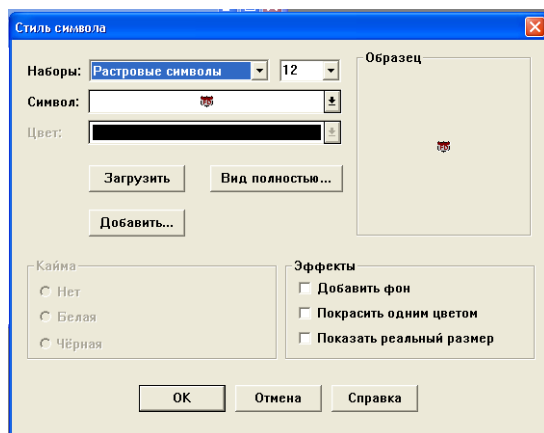 Стиль символа
Наборы: Растровые символы 12
Символ:
Цвет:
Образец
Загрузить Вид полностью...
Добавить...
Кайма
Нет
Белая
Чёрная
Эффекты
Добавить фон
Покрасить одним цветом
Показать реальный размер
OK Отмена Справка